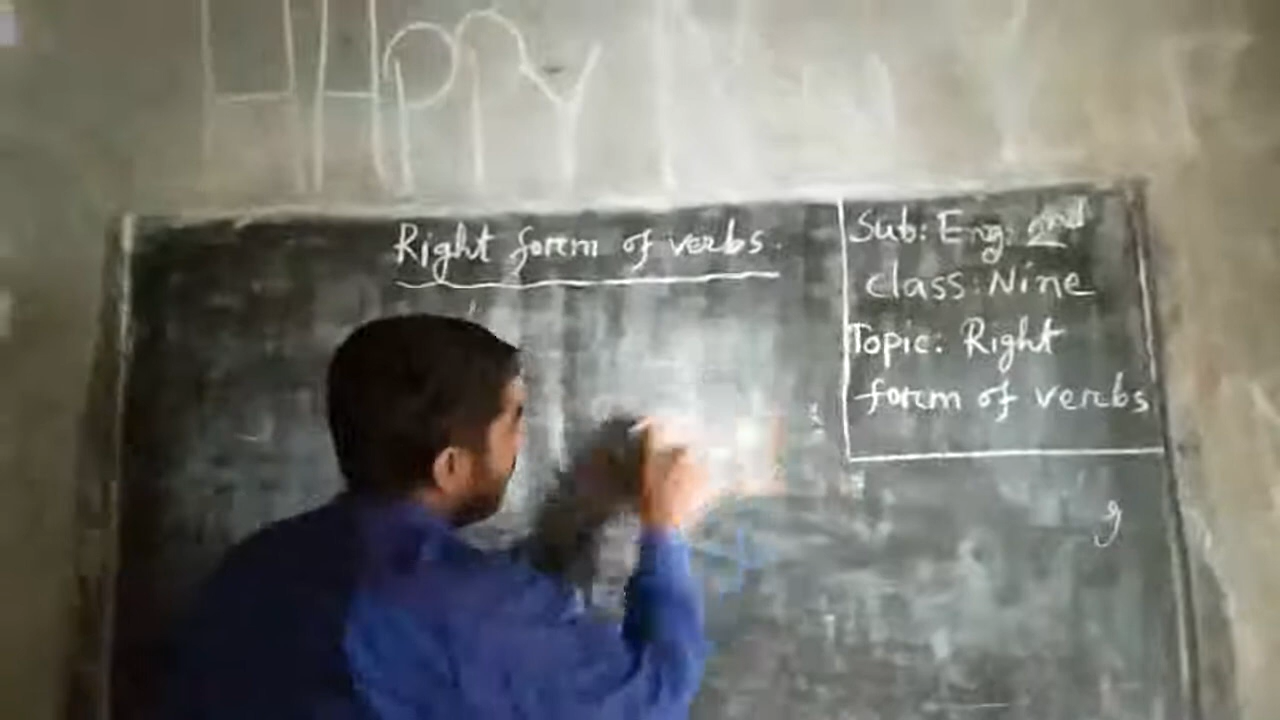 HAPPY
Right form of verbs.
Sub: Eng: 2nd
class: Nine
Topic: Right
form of verbs
g